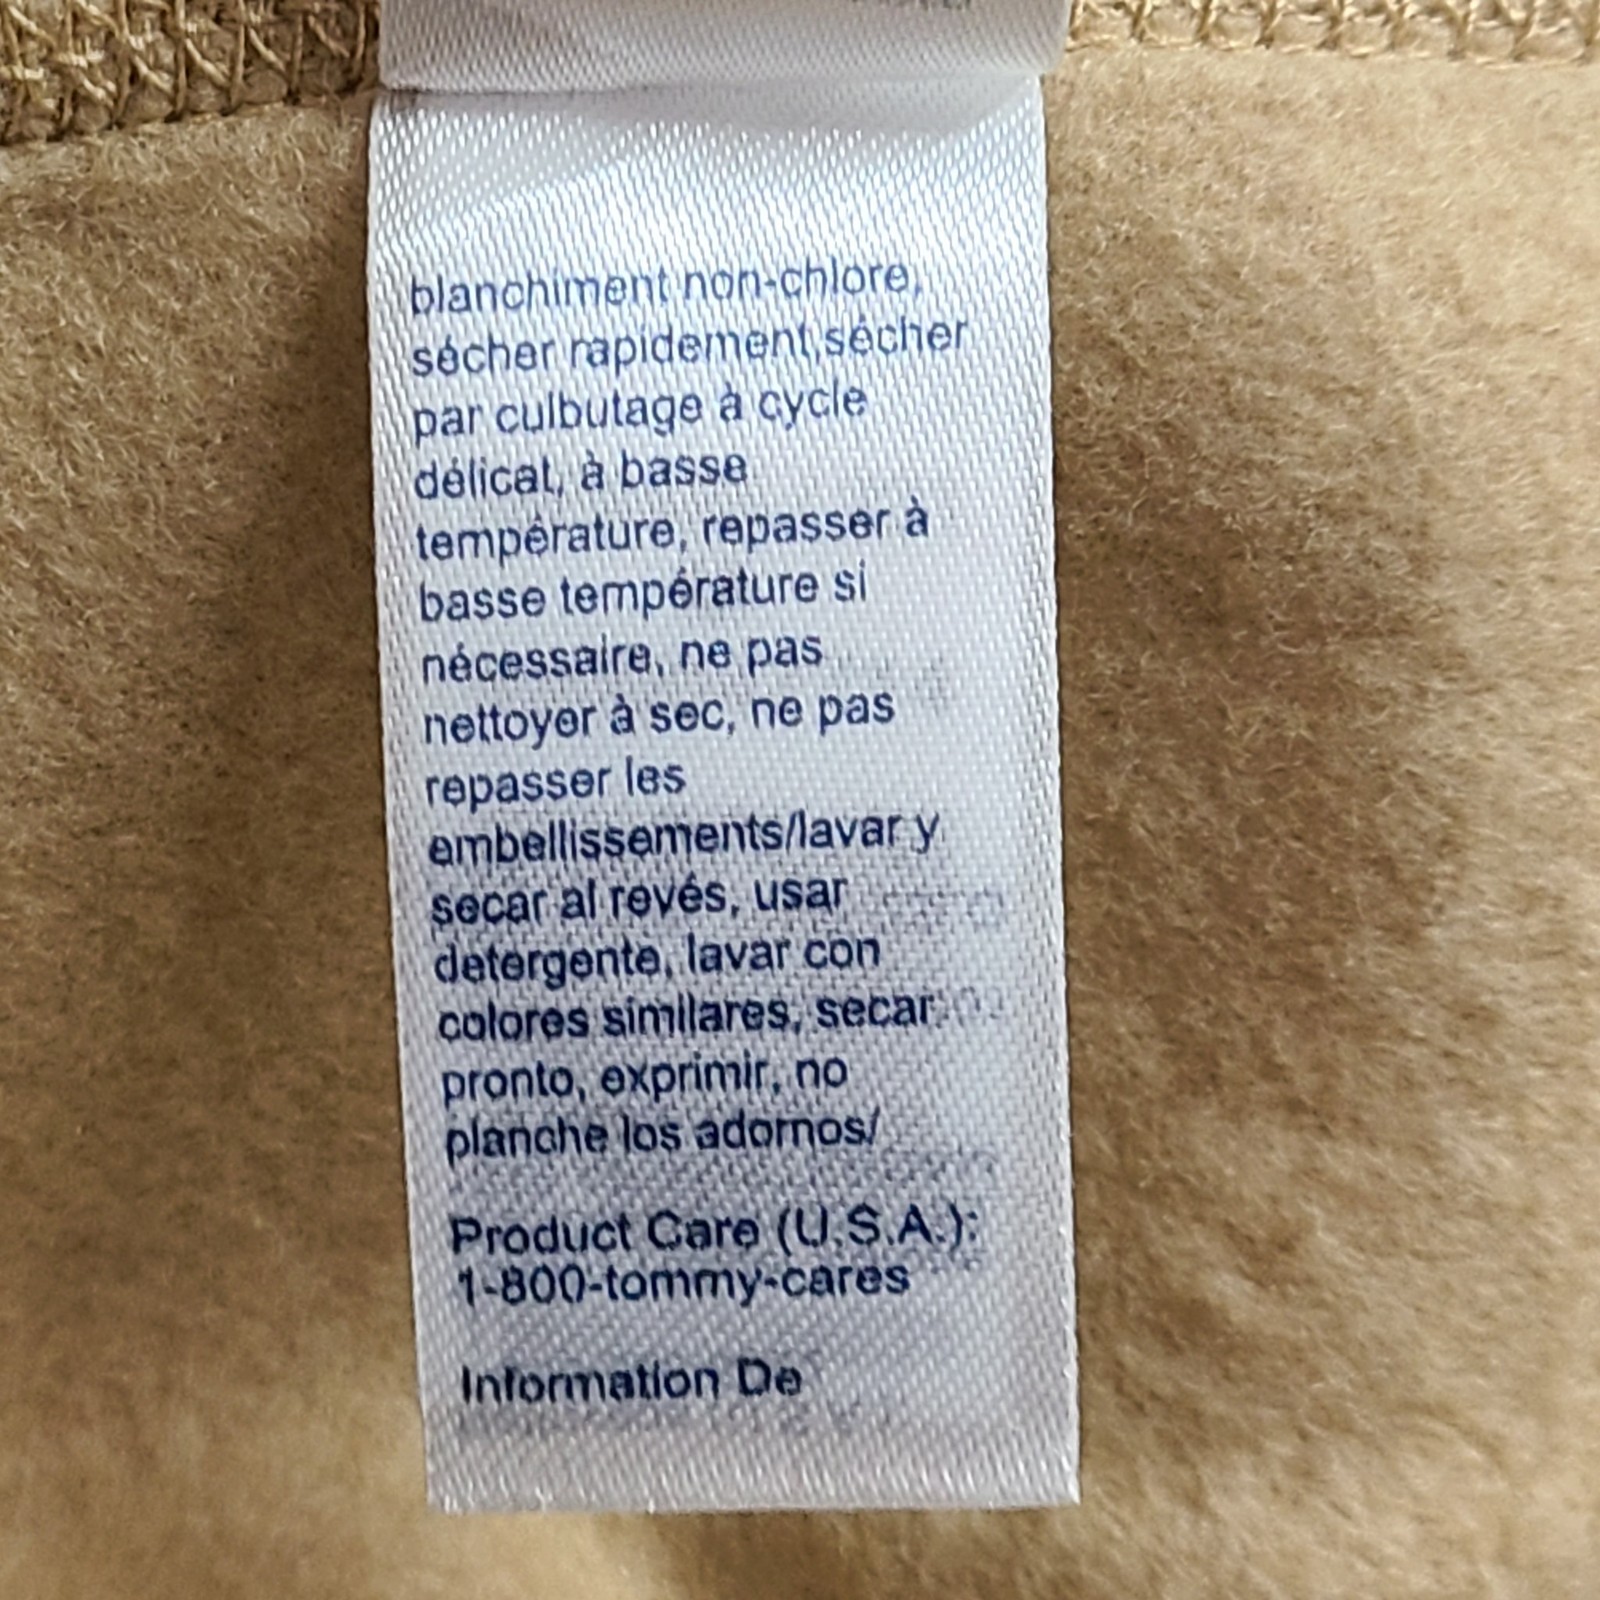 blanchiment non-chlore,
sécher rapidement,sécher
par culbutage à cycle
délicat, à basse
température, repasser à
basse température si
nécessaire, ne pas
nettoyer à sec, ne pas
repasser les
embellissements/lavar y
secar al revés, usar
detergente, lavar con
colores similares, secar
pronto, exprimir, no
planche los adornos/
Product Care (U.S.A.):
1-800-tommy-cares
Information De